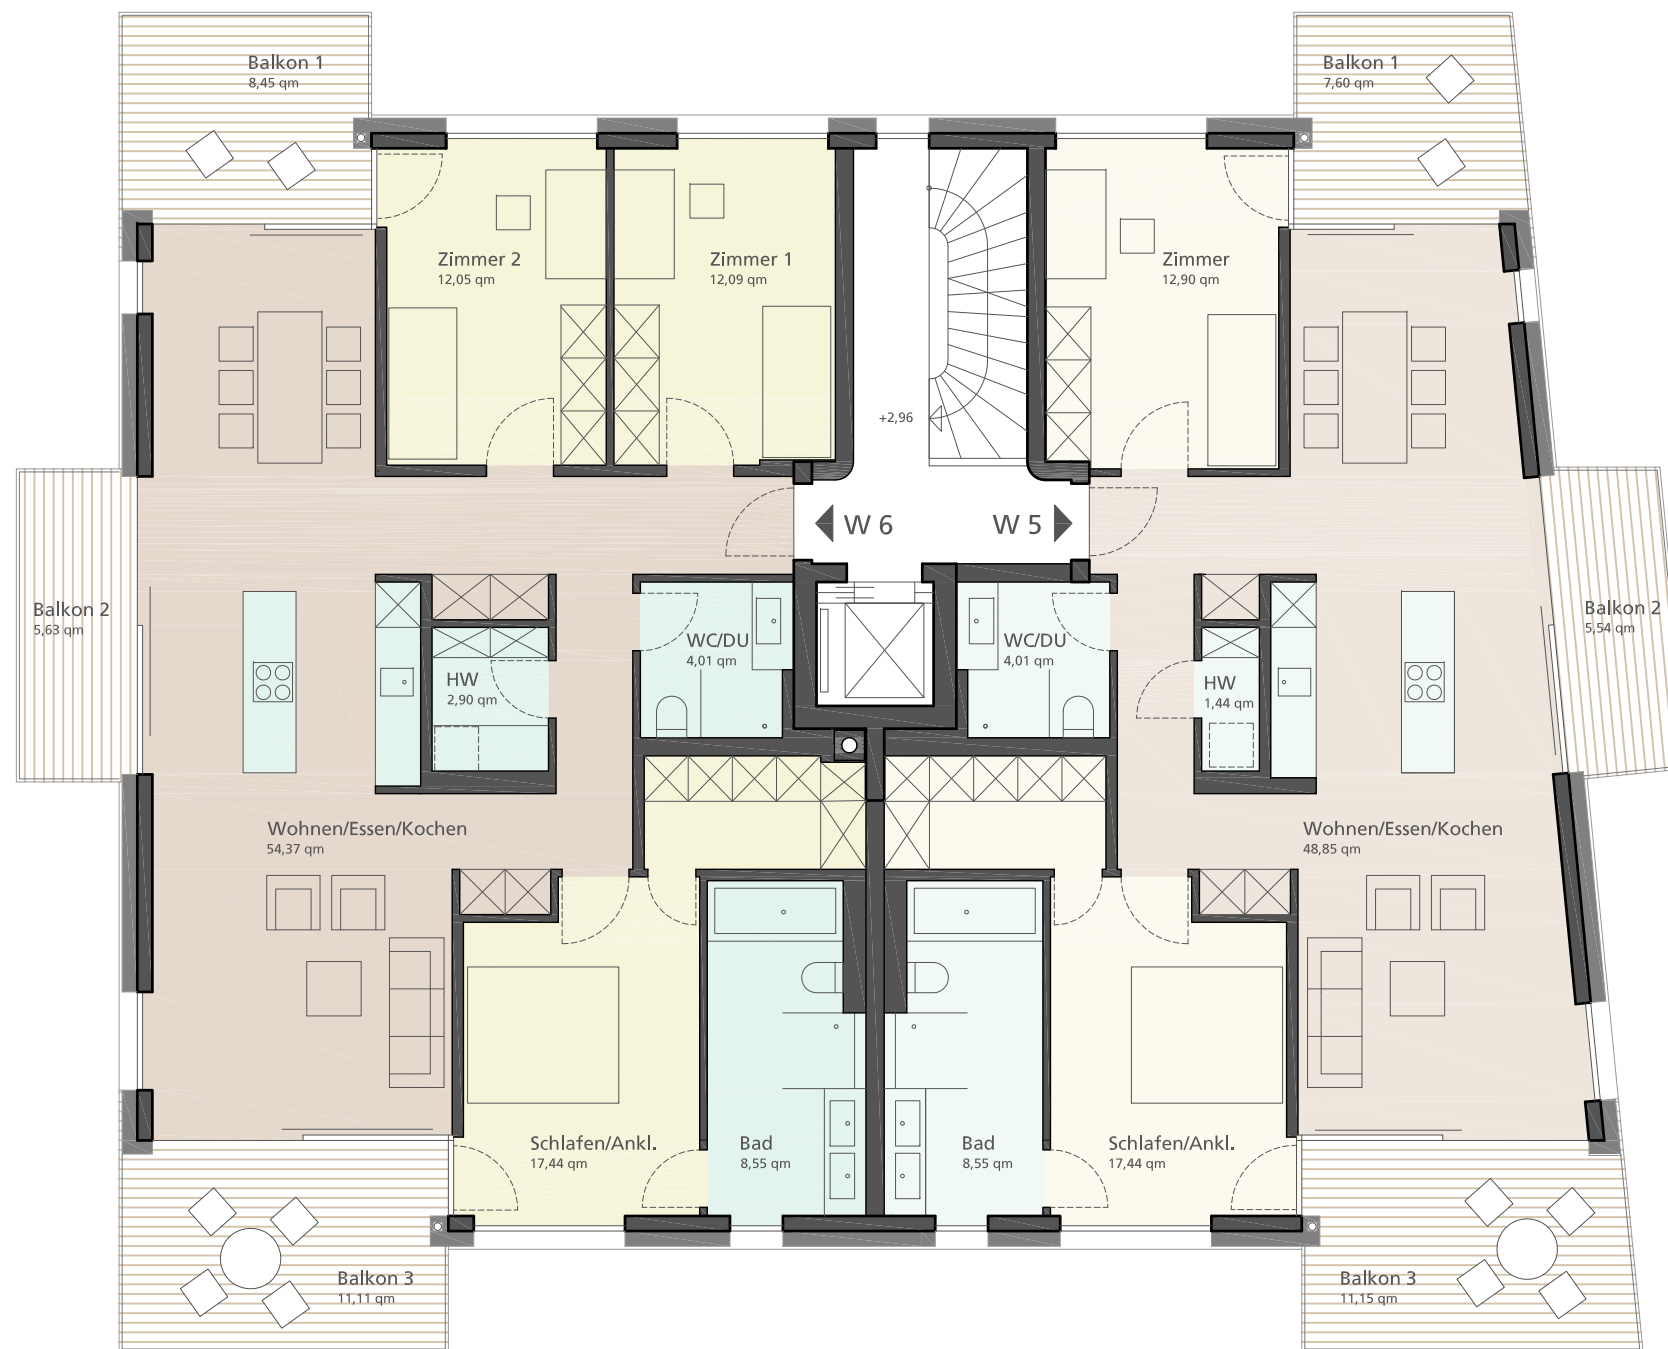 Balkon 1
8,45 qm
Balkon 1
7,60 qm
Zimmer 2
12,05 qm
Zimmer 1
12,09 qm
Zimmer
12,90 qm
+2,96
W 6
W 5
Balkon 2
5,63 qm
HW
2,90 qm
WC/DU
4,01 qm
WC/DU
4,01 qm
HW
1,44 qm
Balkon 2
5,54 qm
Wohnen/Essen/Kochen
54,37 qm
Wohnen/Essen/Kochen
48,85 qm
Schlafen/Ankl.
17,44 qm
Bad
8,55 qm
Bad
8,55 qm
Schlafen/Ankl.
17,44 qm
Balkon 3
11,11 qm
Balkon 3
11,15 qm